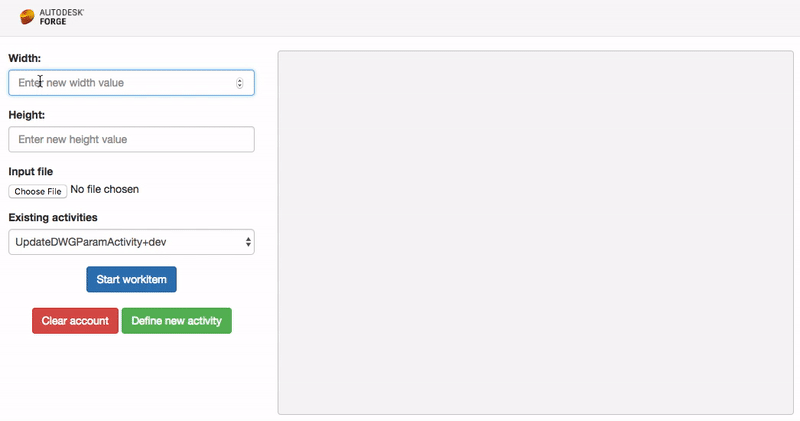 AUTODESK
FORGE
Width:
Enter new width value
Height:
Enter new height value
Input file
Choose File No file chosen
Existing activities
UpdateDWGParamActivity+dev
Start workitem
Clear account Define new activity